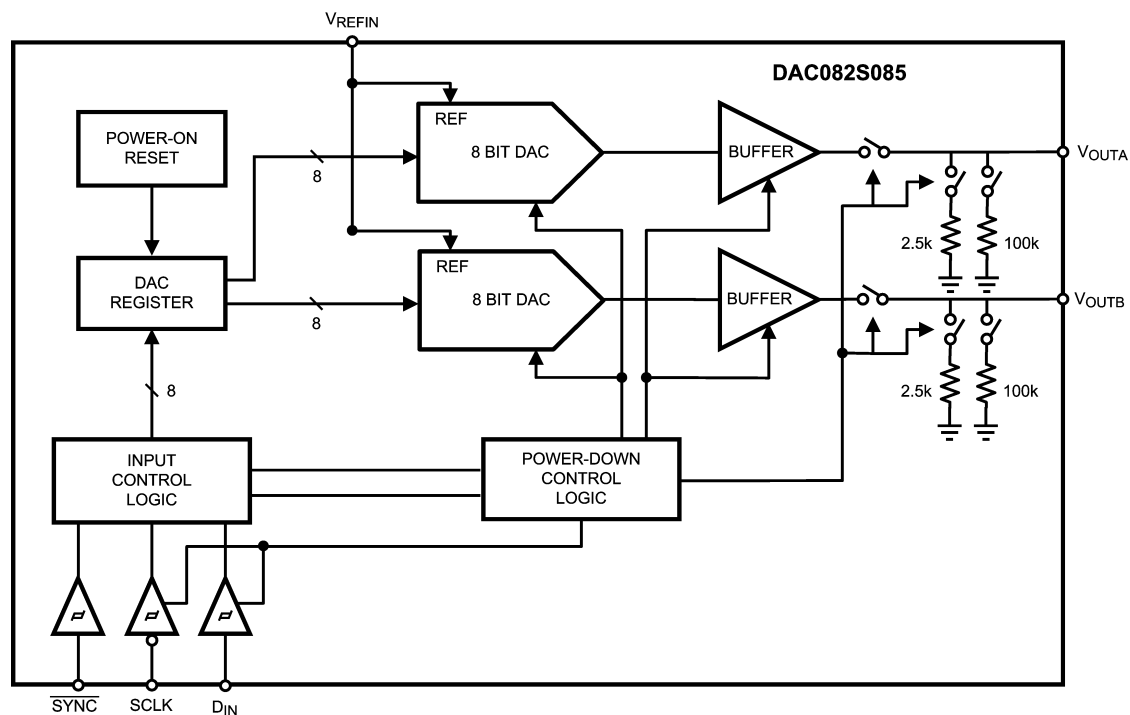 VREFIN
DAC082S085
POWER-ON
RESET
REF
8 BIT DAC
BUFFER
VOUTA
8
2.5k
100k
DAC
REGISTER
REF
8 BIT DAC
BUFFER
VOUTB
8
8
2.5k
100k
INPUT
CONTROL
LOGIC
POWER-DOWN
CONTROL
LOGIC
SYNC
SCLK
DIN